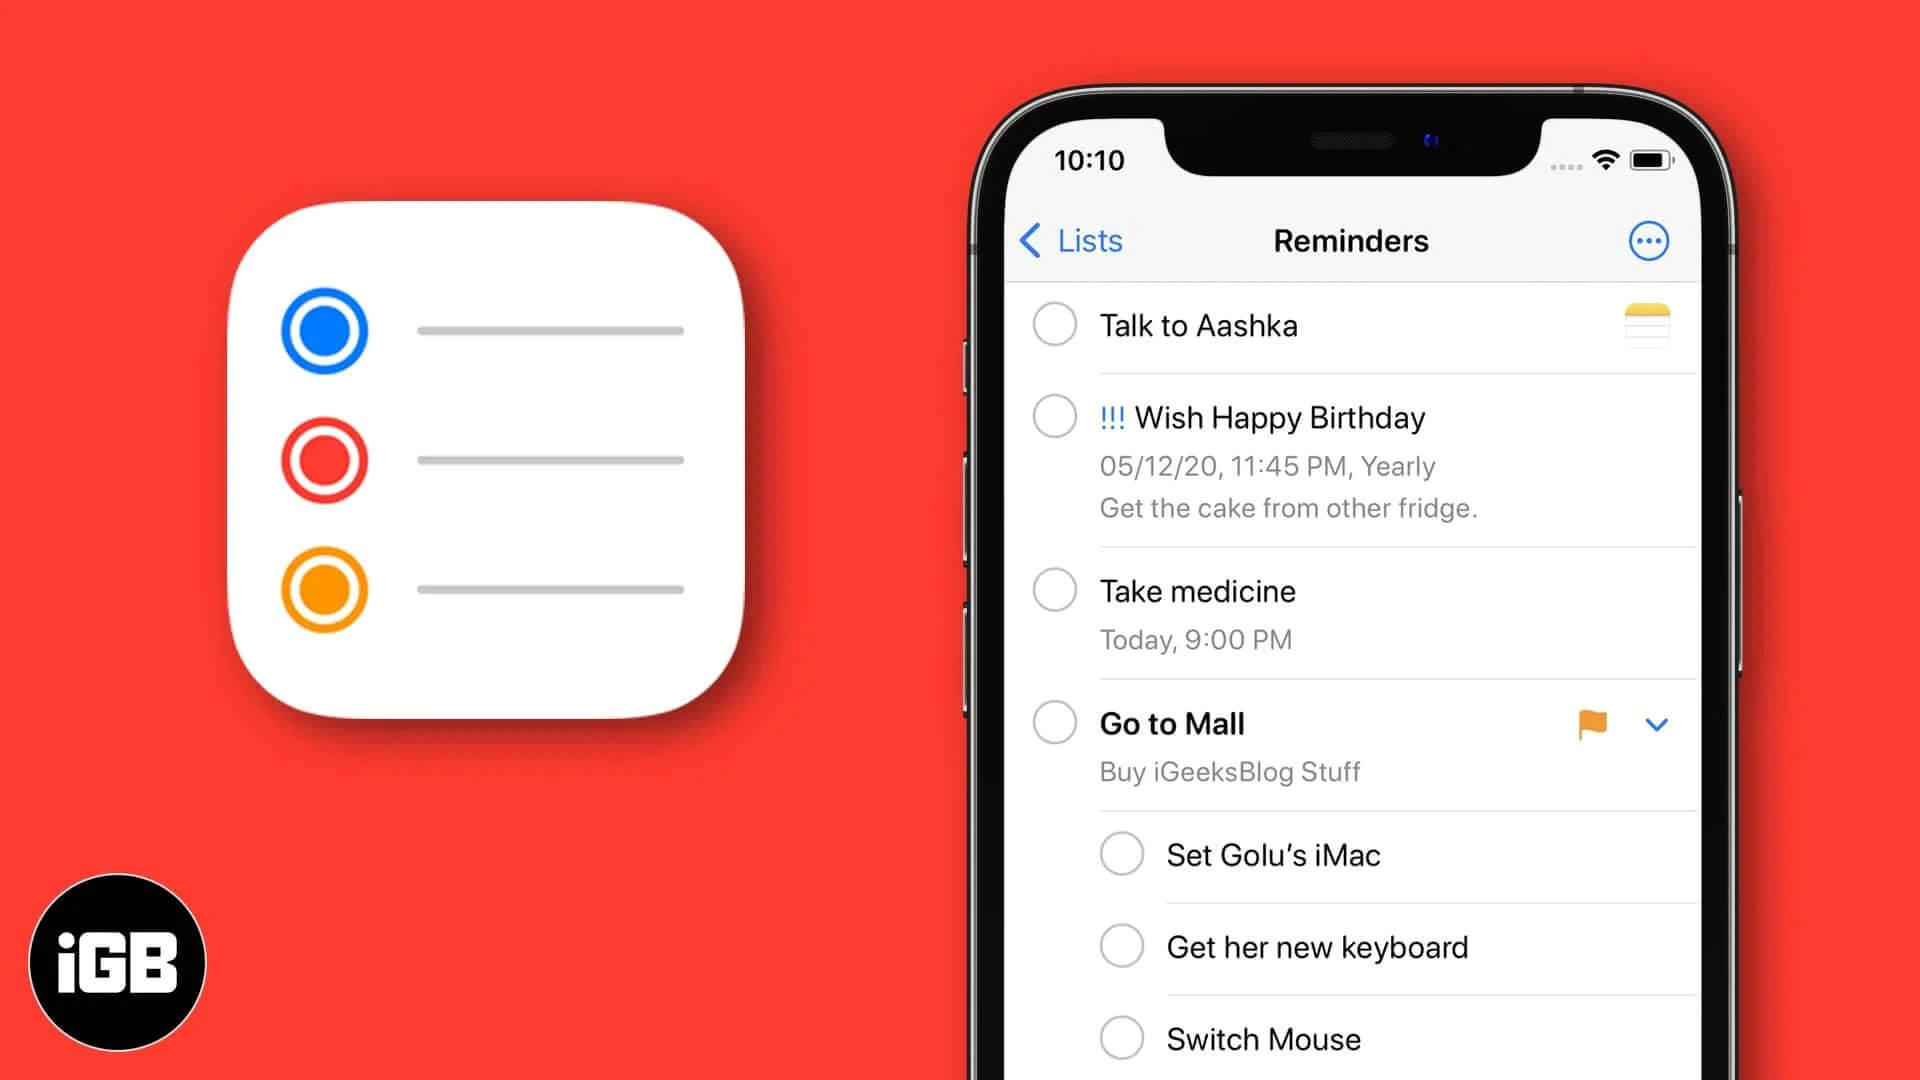 10:10
Lists
Reminders
Talk to Aashka
!!! Wish Happy Birthday
05/12/20, 11:45 PM, Yearly
Get the cake from other fridge.
Take medicine
Today, 9:00 PM
Go to Mall
Buy iGeeksBlog Stuff
Set Golu’s iMac
Get her new keyboard
Switch Mouse
iGB